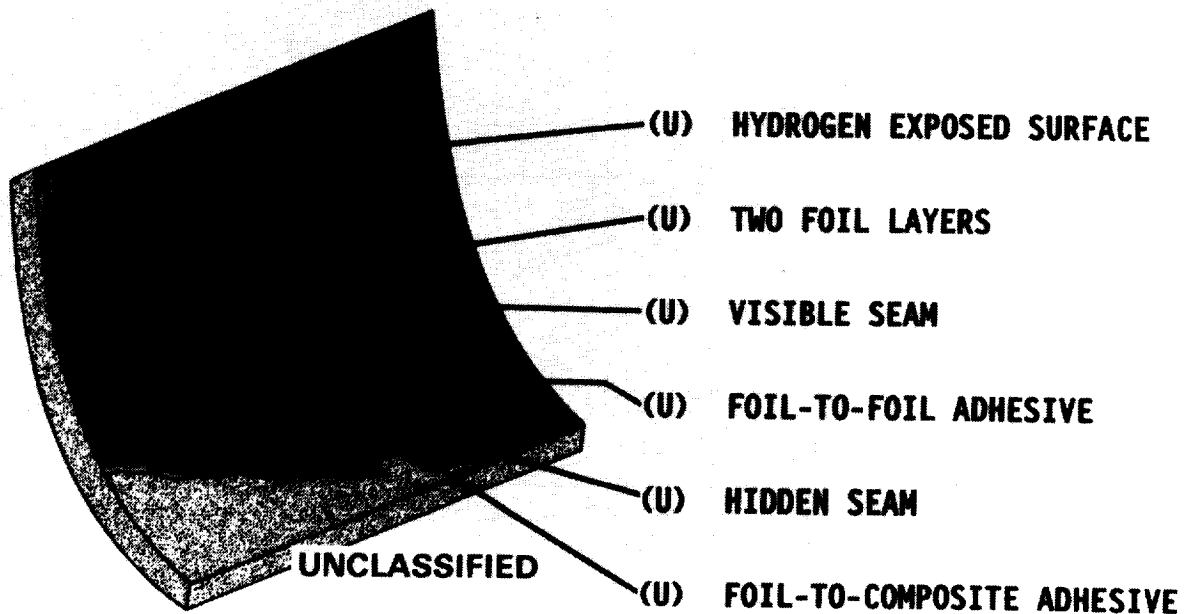 (U) HYDROGEN EXPOSED SURFACE
(U) TWO FOIL LAYERS
(U) VISIBLE SEAM
(U) FOIL-TO-FOIL ADHESIVE
(U) HIDDEN SEAM
UNCLASSIFIED
(U) FOIL-TO-COMPOSITE ADHESIVE